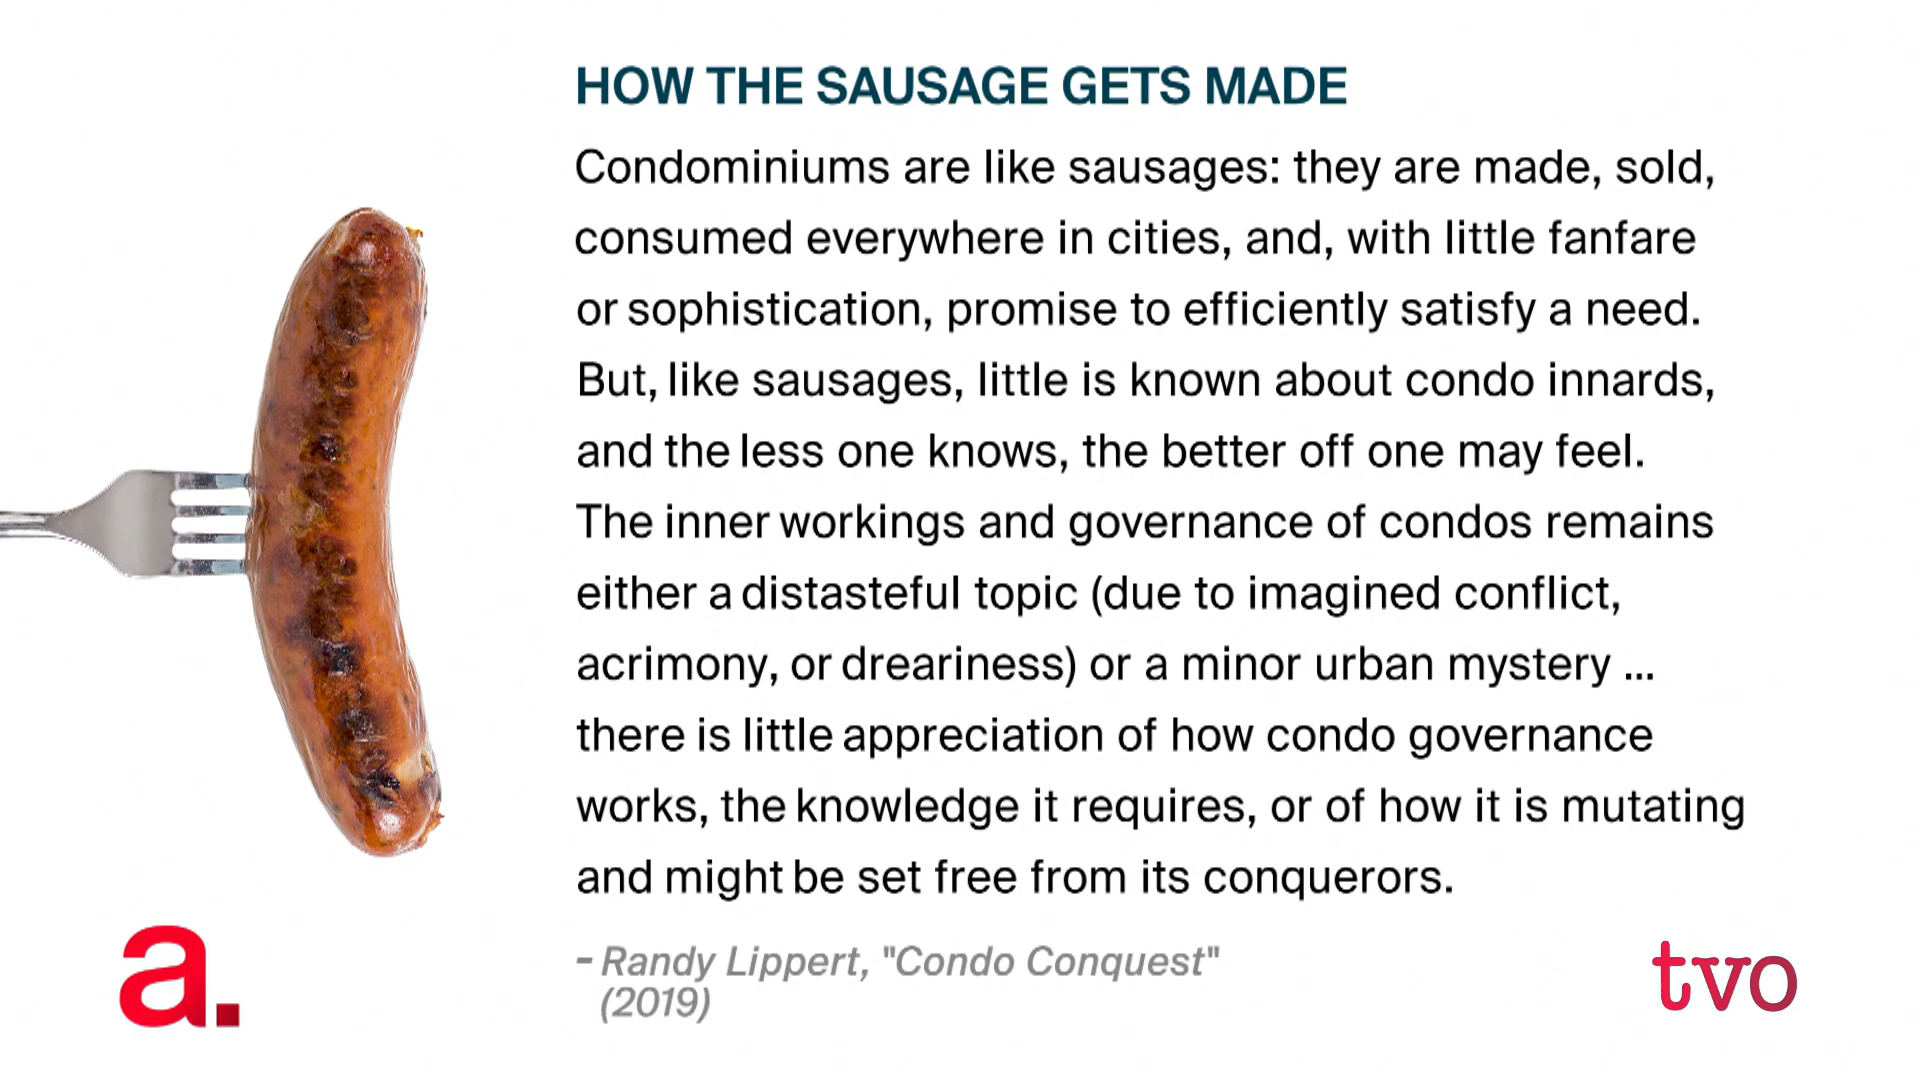 HOW THE SAUSAGE GETS MADE
Condominiums are like sausages: they are made, sold,
consumed everywhere in cities, and, with little fanfare
or sophistication, promise to efficiently satisfy a need.
But, like sausages, little is known about condo innards,
and the less one knows, the better off one may feel.
The inner workings and governance of condos remains
either a distasteful topic (due to imagined conflict,
acrimony, or dreariness) or a minor urban mystery ...
there is little appreciation of how condo governance
works, the knowledge it requires, or of how it is mutating
and might be set free from its conquerors.
- Randy Lippert, "Condo Conquest"
(2019)
a.
tvo